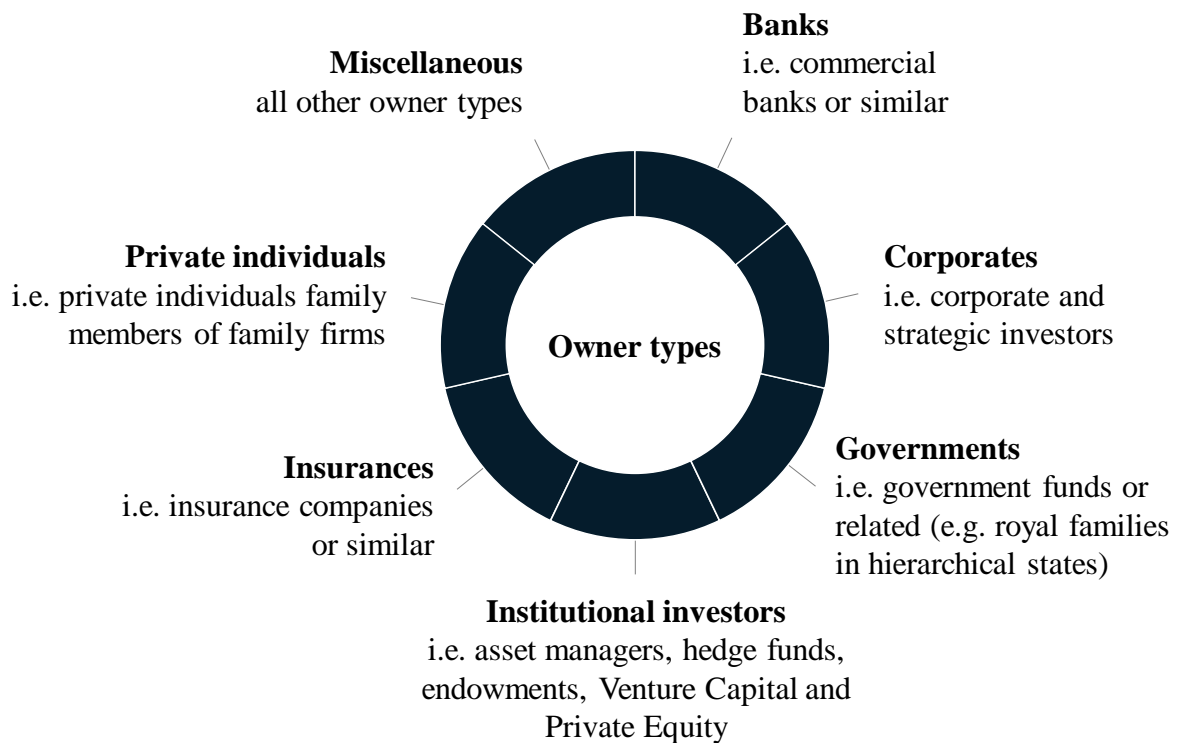 Banks
i.e. commercial
banks or similar
Corporates
i.e. corporate and
strategic investors
Governments
i.e. government funds or
related (e.g. royal families
in hierarchical states)
Institutional investors
i.e. asset managers, hedge funds,
endowments, Venture Capital and
Private Equity
Insurances
i.e. insurance companies
or similar
Private individuals
i.e. private individuals family
members of family firms
Miscellaneous
all other owner types
Owner types